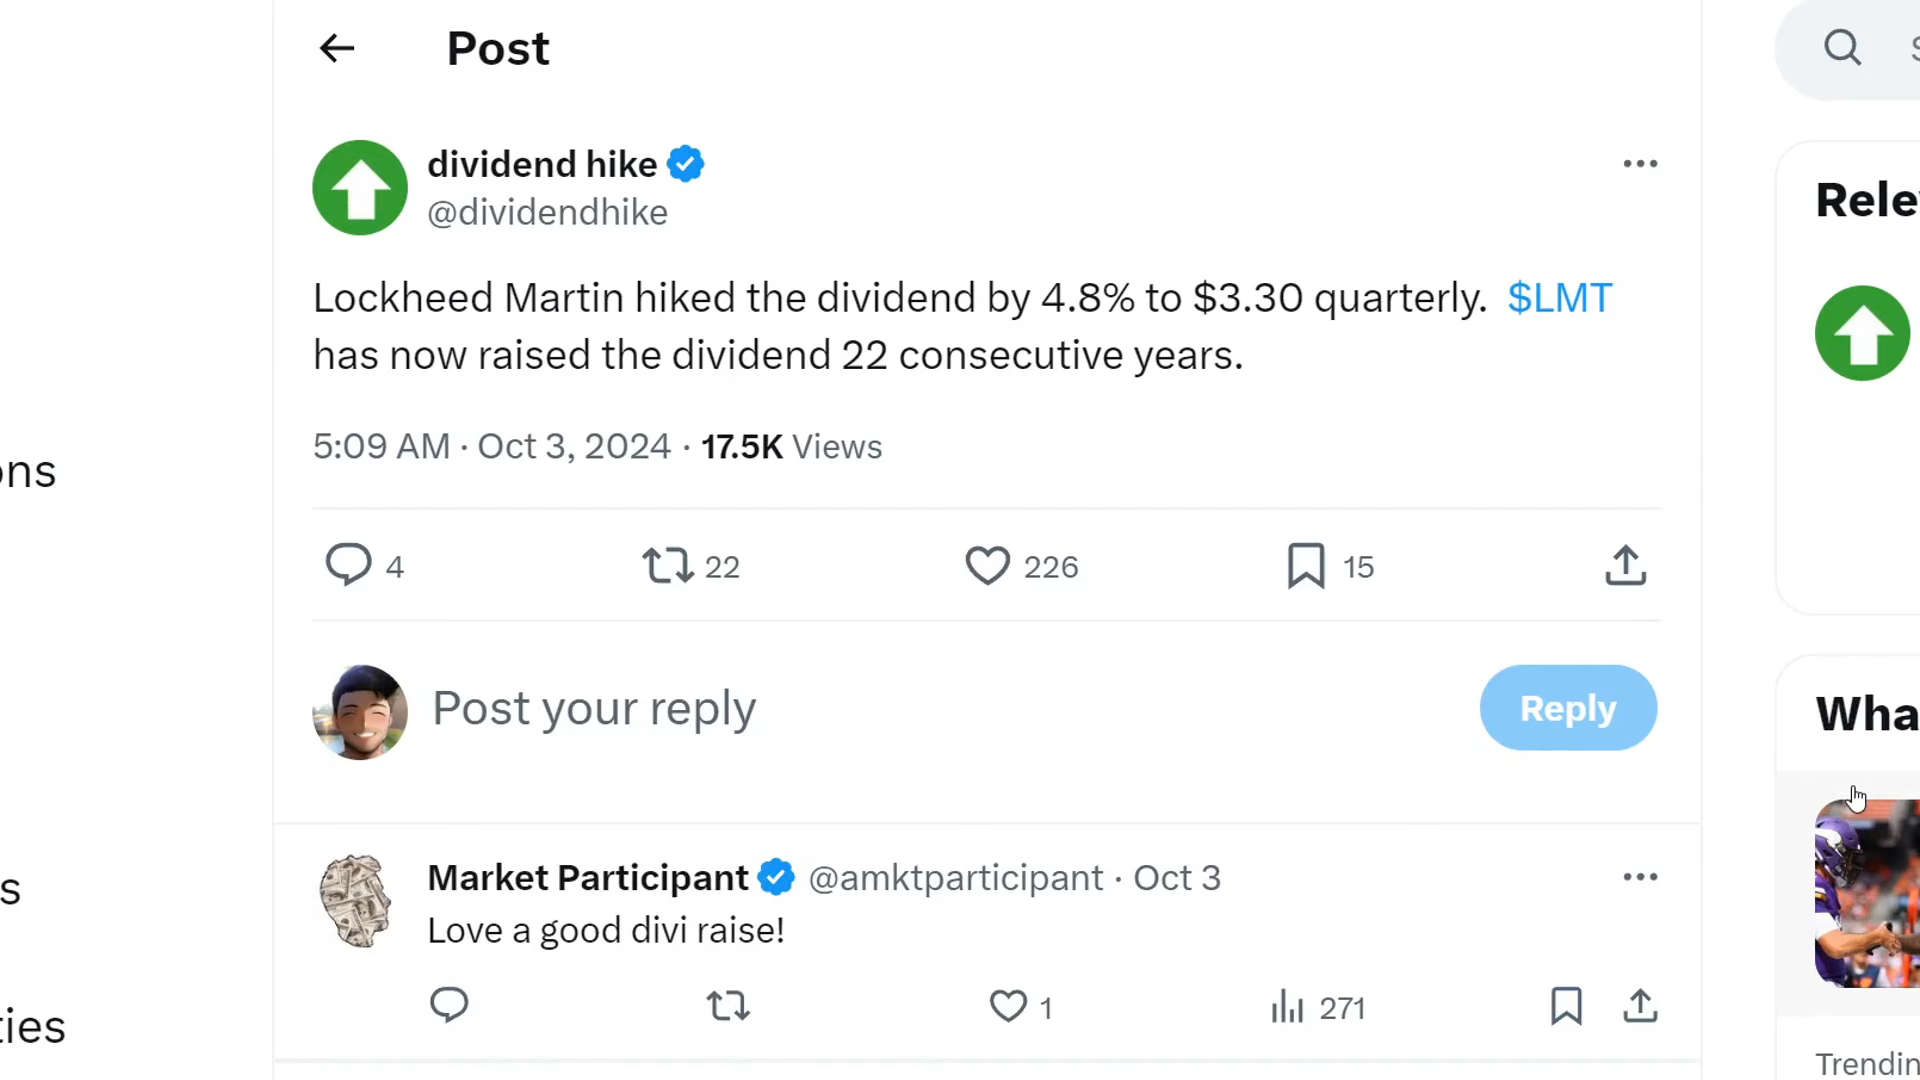 Post
dividend hike
@dividendhike
Lockheed Martin hiked the dividend by 4.8% to $3.30 quarterly. $LMT
has now raised the dividend 22 consecutive years.
5:09 AM · Oct 3, 2024 · 17.5K Views
4 22 226 15
Post your reply
Reply
Market Participant @amktparticipant · Oct 3
Love a good divi raise!
1 271
ons
s
ties
Rele
Wha
Trendin